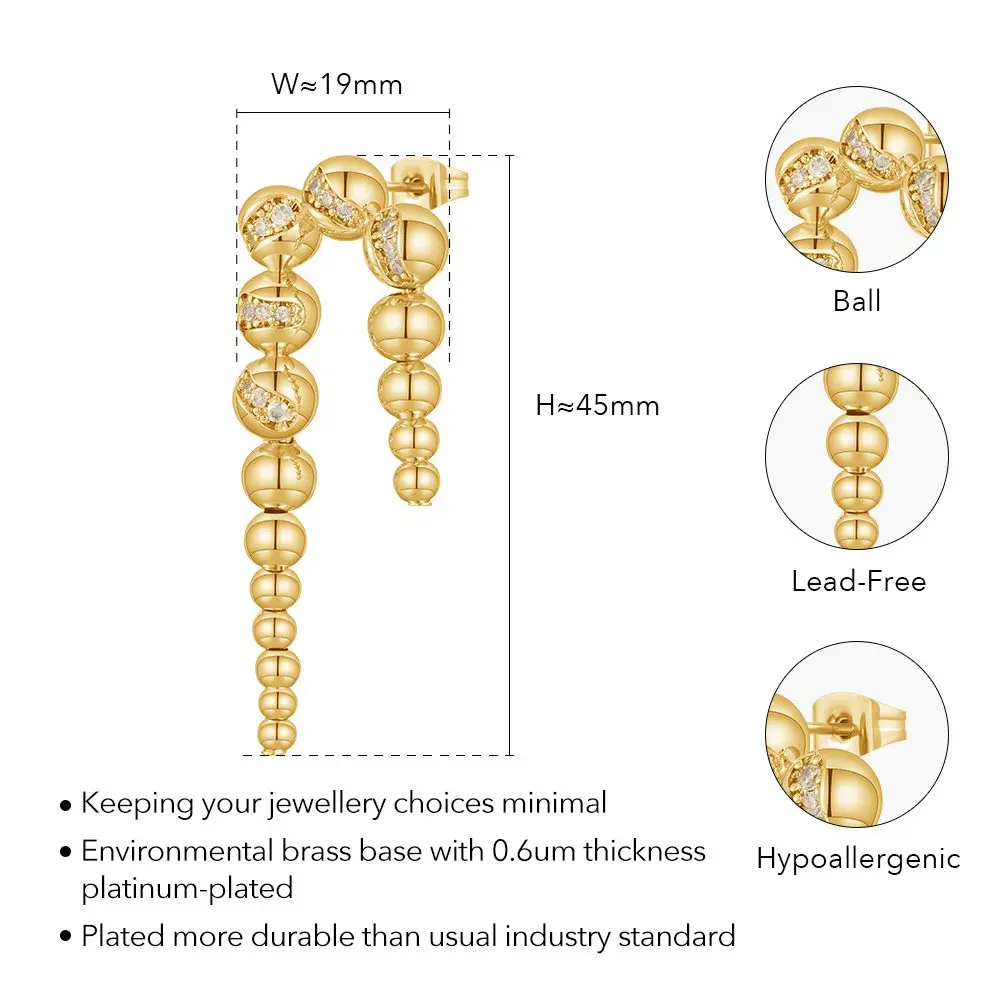 W≈19mm
H≈45mm
Ball
Lead-Free
Hypoallergenic
• Keeping your jewellery choices minimal
• Environmental brass base with 0.6um thickness
platinum-plated
• Plated more durable than usual industry standard